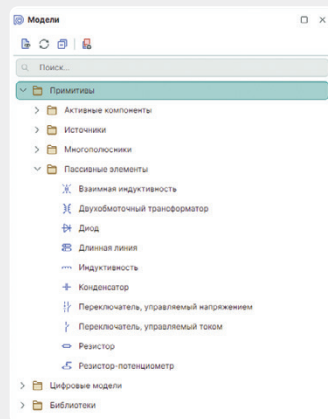 Модели
Поиск...
Примитивы
Активные компоненты
Источники
Многополюсники
Пассивные элементы
Взаимная индуктивность
Двухобмоточный трансформатор
Диод
Длинная линия
Индуктивность
Конденсатор
Переключатель, управляемый напряжением
Переключатель, управляемый током
Резистор
Резистор-потенциометр
Цифровые модели
Библиотеки